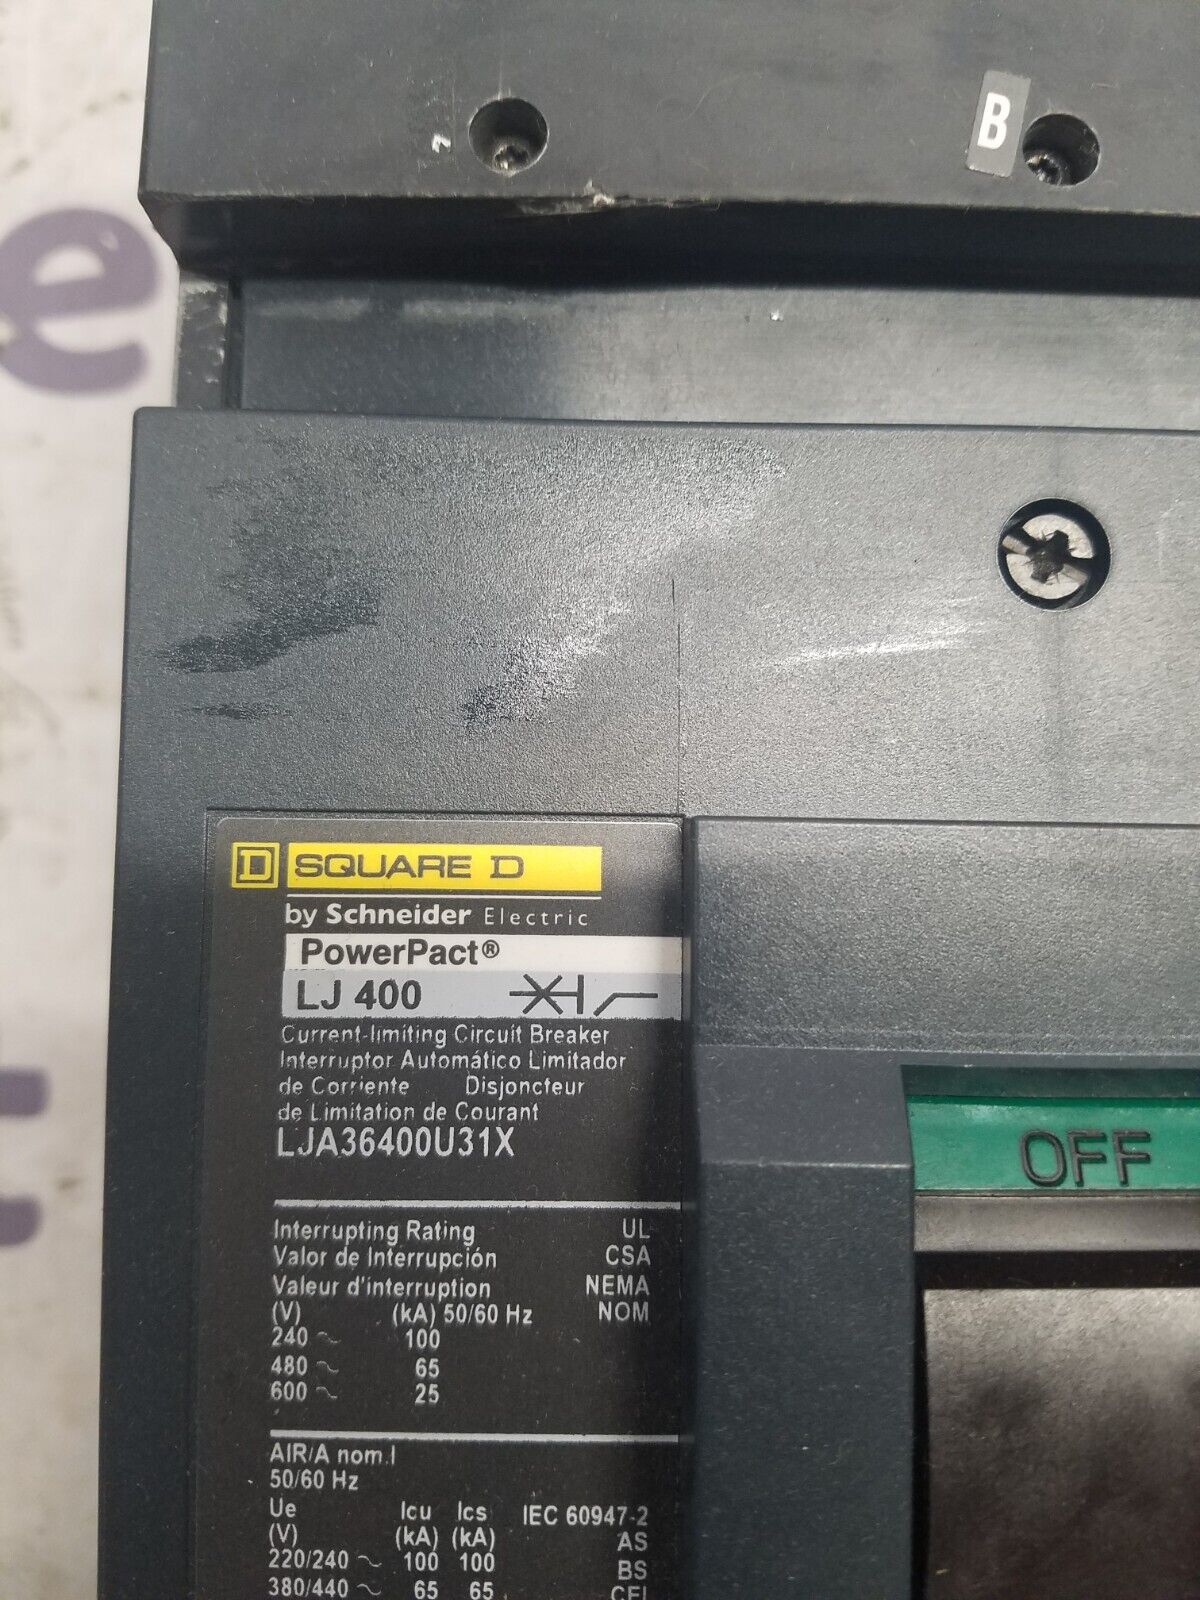 B
D SQUARE D
by Schneider Electric
PowerPact®
LJ 400
Current-limiting Circuit Breaker
Interruptor Automático Limitador
de Corriente Disjoncteur
de Limitation de Courant
LJA36400U31X
Interrupting Rating UL
Valor de Interrupción CSA
Valeur d'interruption NEMA
(V) (kA) 50/60 Hz NOM
240 ~ 100
480 ~ 65
600 ~ 25
AIR/A nom.I
50/60 Hz
Ue Icu Ics IEC 60947-2
(V) (kA) (kA) AS
220/240 ~ 100 100 BS
380/440 ~ 65 65 CEI
OFF
e